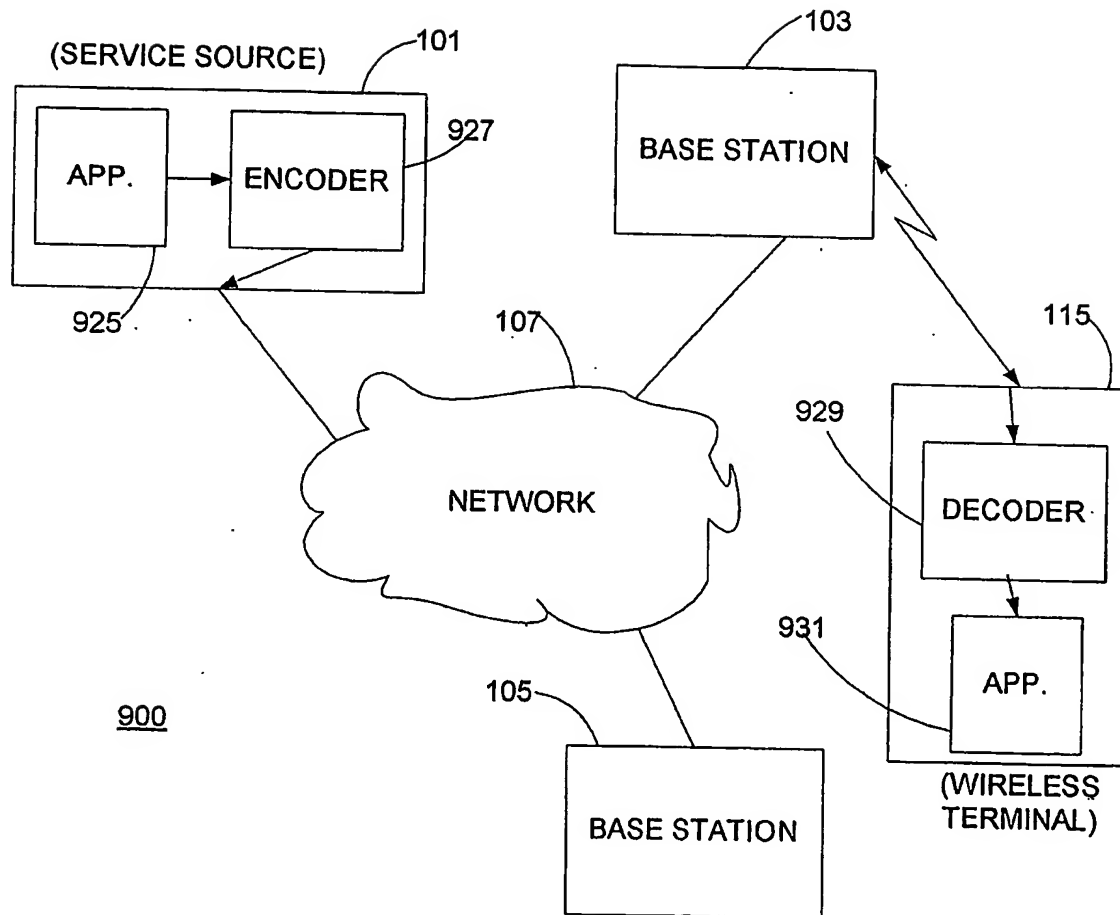 101
103
(SERVICE SOURCE)
927
APP.
ENCODER
BASE STATION
925
107
115
929
NETWORK
DECODER
931
105
APP.
900
(WIRELESS
TERMINAL)
BASE STATION